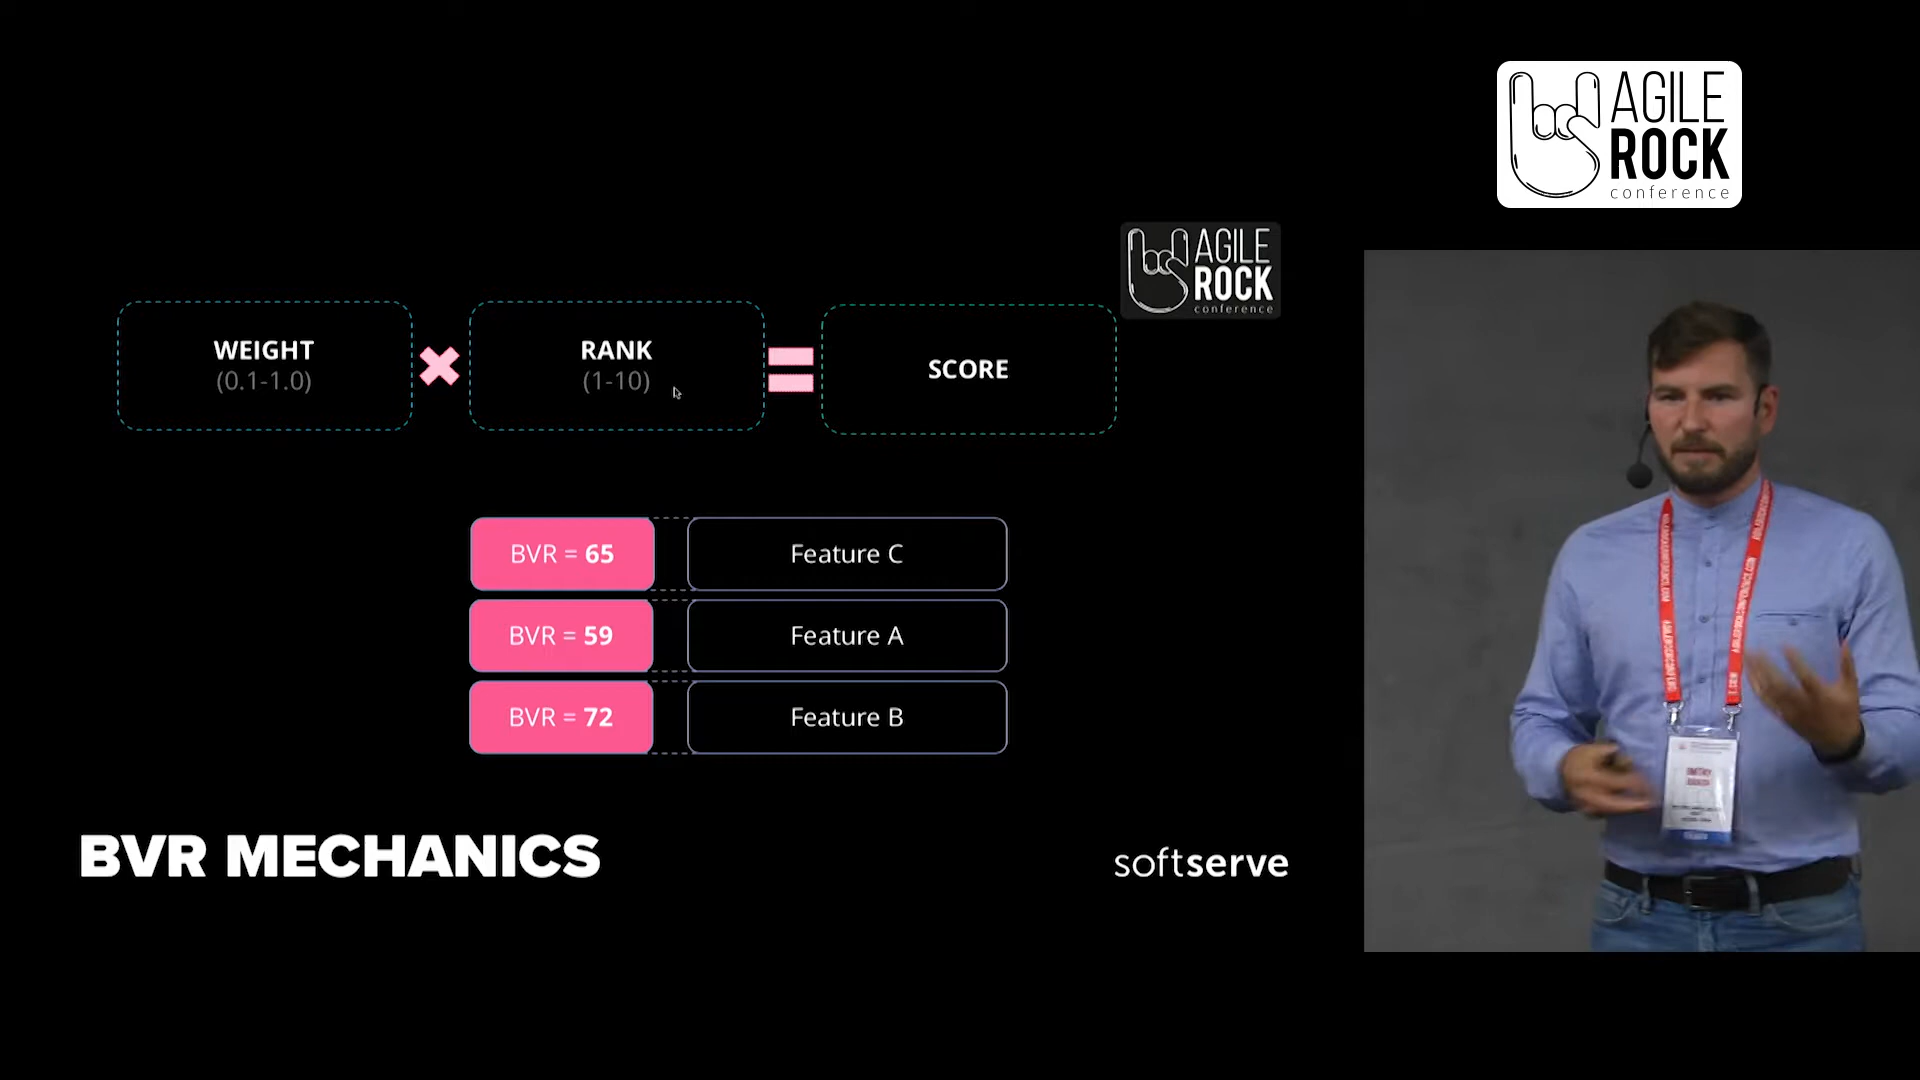 AGILE
ROCK
conference
AGILE
ROCK
conference
WEIGHT
(0.1-1.0)
RANK
(1-10)
SCORE
BVR = 65
Feature C
BVR = 59
Feature A
BVR = 72
Feature B
BVR MECHANICS
softserve